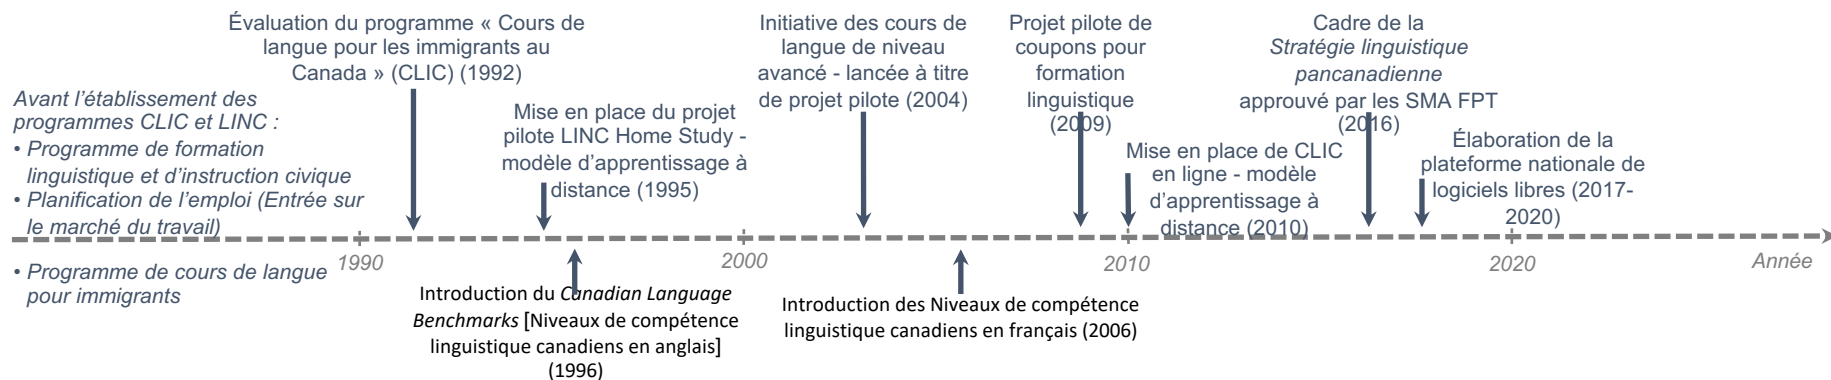 Avant l'établissement des
programmes CLIC et LINC :
• Programme de formation
linguistique et d'instruction civique
• Planification de l'emploi (Entrée sur
le marché du travail)
• Programme de cours de langue
pour immigrants
Évaluation du programme « Cours de
langue pour les immigrants au
Canada » (CLIC) (1992)
Mise en place du projet
pilote LINC Home Study -
modèle d'apprentissage à
distance (1995)
Initiative des cours de
langue de niveau
avancé - lancée à titre
de projet pilote (2004)
Projet pilote de
coupons pour
formation
linguistique
(2009)
Mise en place de CLIC
en ligne - modèle
d'apprentissage à
distance (2010)
Cadre de la
Stratégie linguistique
pancanadienne
approuvé par les SMA FPT
(2016)
Élaboration de la
plateforme nationale de
logiciels libres (2017-
2020)
1990
2000
2010
2020
Année
Introduction du Canadian Language
Benchmarks [Niveaux de compétence
linguistique canadiens en anglais]
(1996)
Introduction des Niveaux de compétence
linguistique canadiens en français (2006)